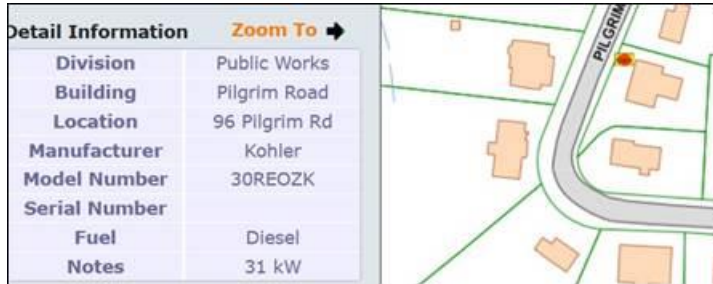 Detail Information Zoom To
Division Public Works
Building Pilgrim Road
Location 96 Pilgrim Rd
Manufacturer Kohler
Model Number 30REOZK
Serial Number
Fuel Diesel
Notes 31 kW
PILGRIM